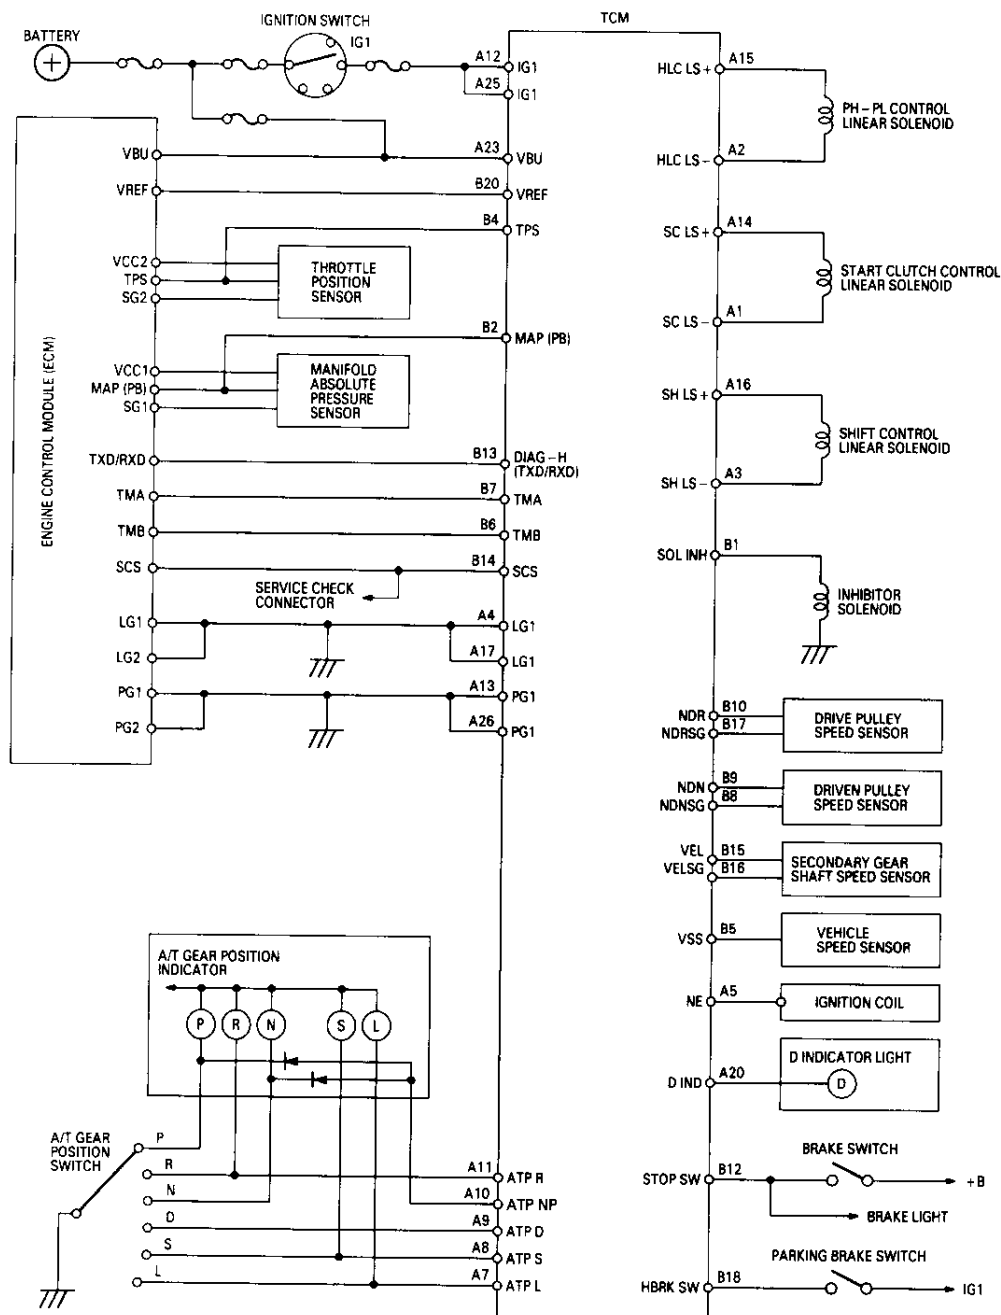 IGNITION SWITCH
TCM
BATTERY
IG1
A12
IG1
A25
IG1
VBU
A23
VBU
VREF
B20
VREF
B4
TPS
VCC2
TPS
SG2
THROTTLE
POSITION
SENSOR
B2
MAP (PB)
VCC1
MAP (PB)
SG1
MANIFOLD
ABSOLUTE
PRESSURE
SENSOR
ENGINE CONTROL MODULE (ECM)
TXD/RXD
B13
DIAG – H
(TXD/RXD)
TMA
B7
TMA
TMB
B6
TMB
SCS
B14
SCS
SERVICE CHECK
CONNECTOR
LG1
A4
LG1
LG2
A17
LG1
PG1
A13
PG1
PG2
A26
PG1
HLC LS +
A15
PH – PL CONTROL
LINEAR SOLENOID
HLC LS –
A2
SC LS +
A14
START CLUTCH CONTROL
LINEAR SOLENOID
SC LS –
A1
SH LS +
A16
SHIFT CONTROL
LINEAR SOLENOID
SH LS –
A3
SOL INH
B1
INHIBITOR
SOLENOID
NDR
B10
NDRSG
B17
DRIVE PULLEY
SPEED SENSOR
NDN
B9
NDNSG
B8
DRIVEN PULLEY
SPEED SENSOR
VEL
B15
VELSG
B16
SECONDARY GEAR
SHAFT SPEED SENSOR
VSS
B5
VEHICLE
SPEED SENSOR
NE
A5
IGNITION COIL
D INDICATOR LIGHT
D IND
A20
D
BRAKE SWITCH
STOP SW
B12
+B
BRAKE LIGHT
PARKING BRAKE SWITCH
HBRK SW
B18
IG1
A/T GEAR POSITION
INDICATOR
P R N S L
A/T GEAR
POSITION
SWITCH
P
R
A11
ATP R
N
A10
ATP NP
D
A9
ATP D
S
A8
ATP S
L
A7
ATP L